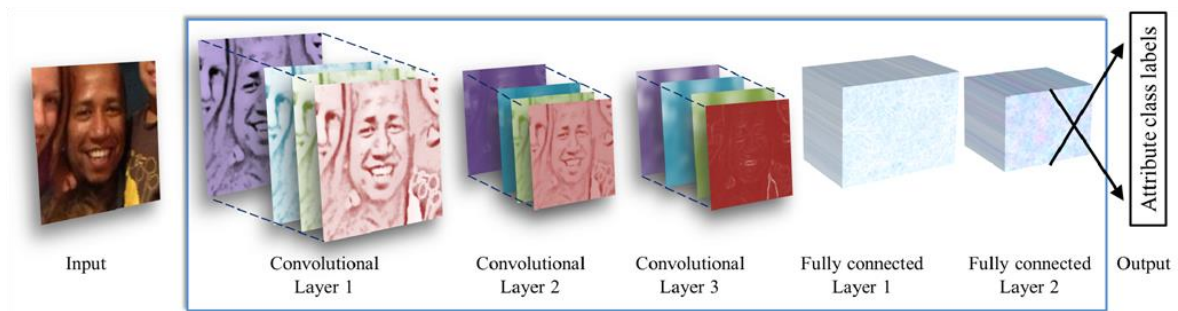 Input
Convolutional
Layer 1
Convolutional
Layer 2
Convolutional
Layer 3
Fully connected
Layer 1
Fully connected
Layer 2
Output
Attribute class labels